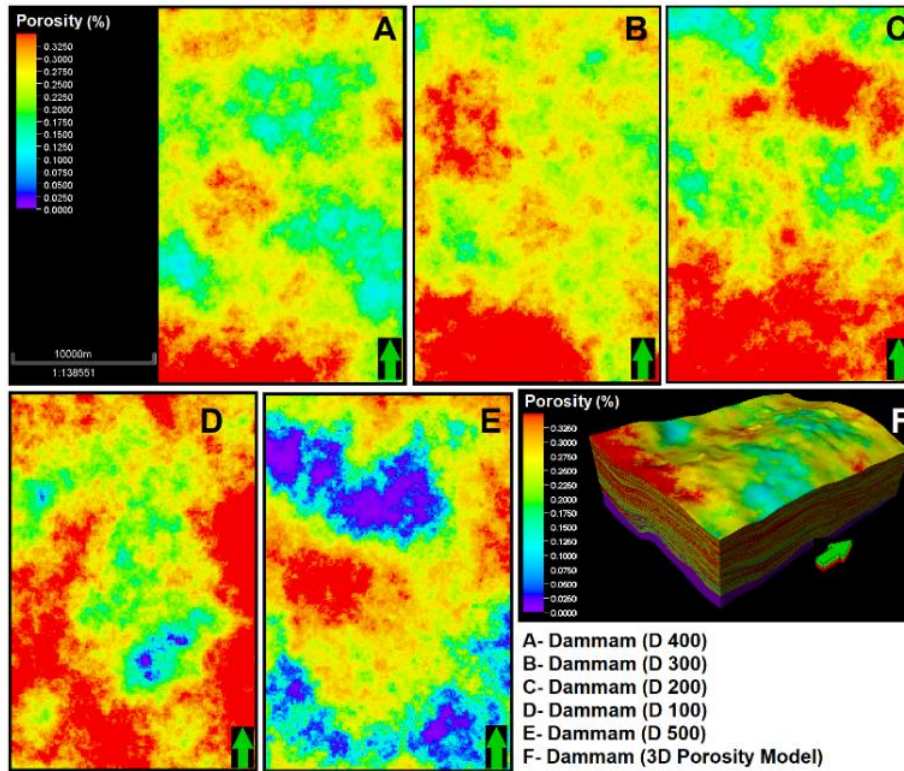 Porosity (%)
0.3250
0.3000
0.2750
0.2500
0.2250
0.2000
0.1750
0.1500
0.1250
0.1000
0.0750
0.0500
0.0250
0.0000
10000m
1:138551
A
B
C
D
E
Porosity (%)
0.3250
0.3000
0.2750
0.2500
0.2250
0.2000
0.1750
0.1500
0.1250
0.1000
0.0750
0.0500
0.0250
0.0000
F
A- Dammam (D 400)
B- Dammam (D 300)
C- Dammam (D 200)
D- Dammam (D 100)
E- Dammam (D 500)
F- Dammam (3D Porosity Model)